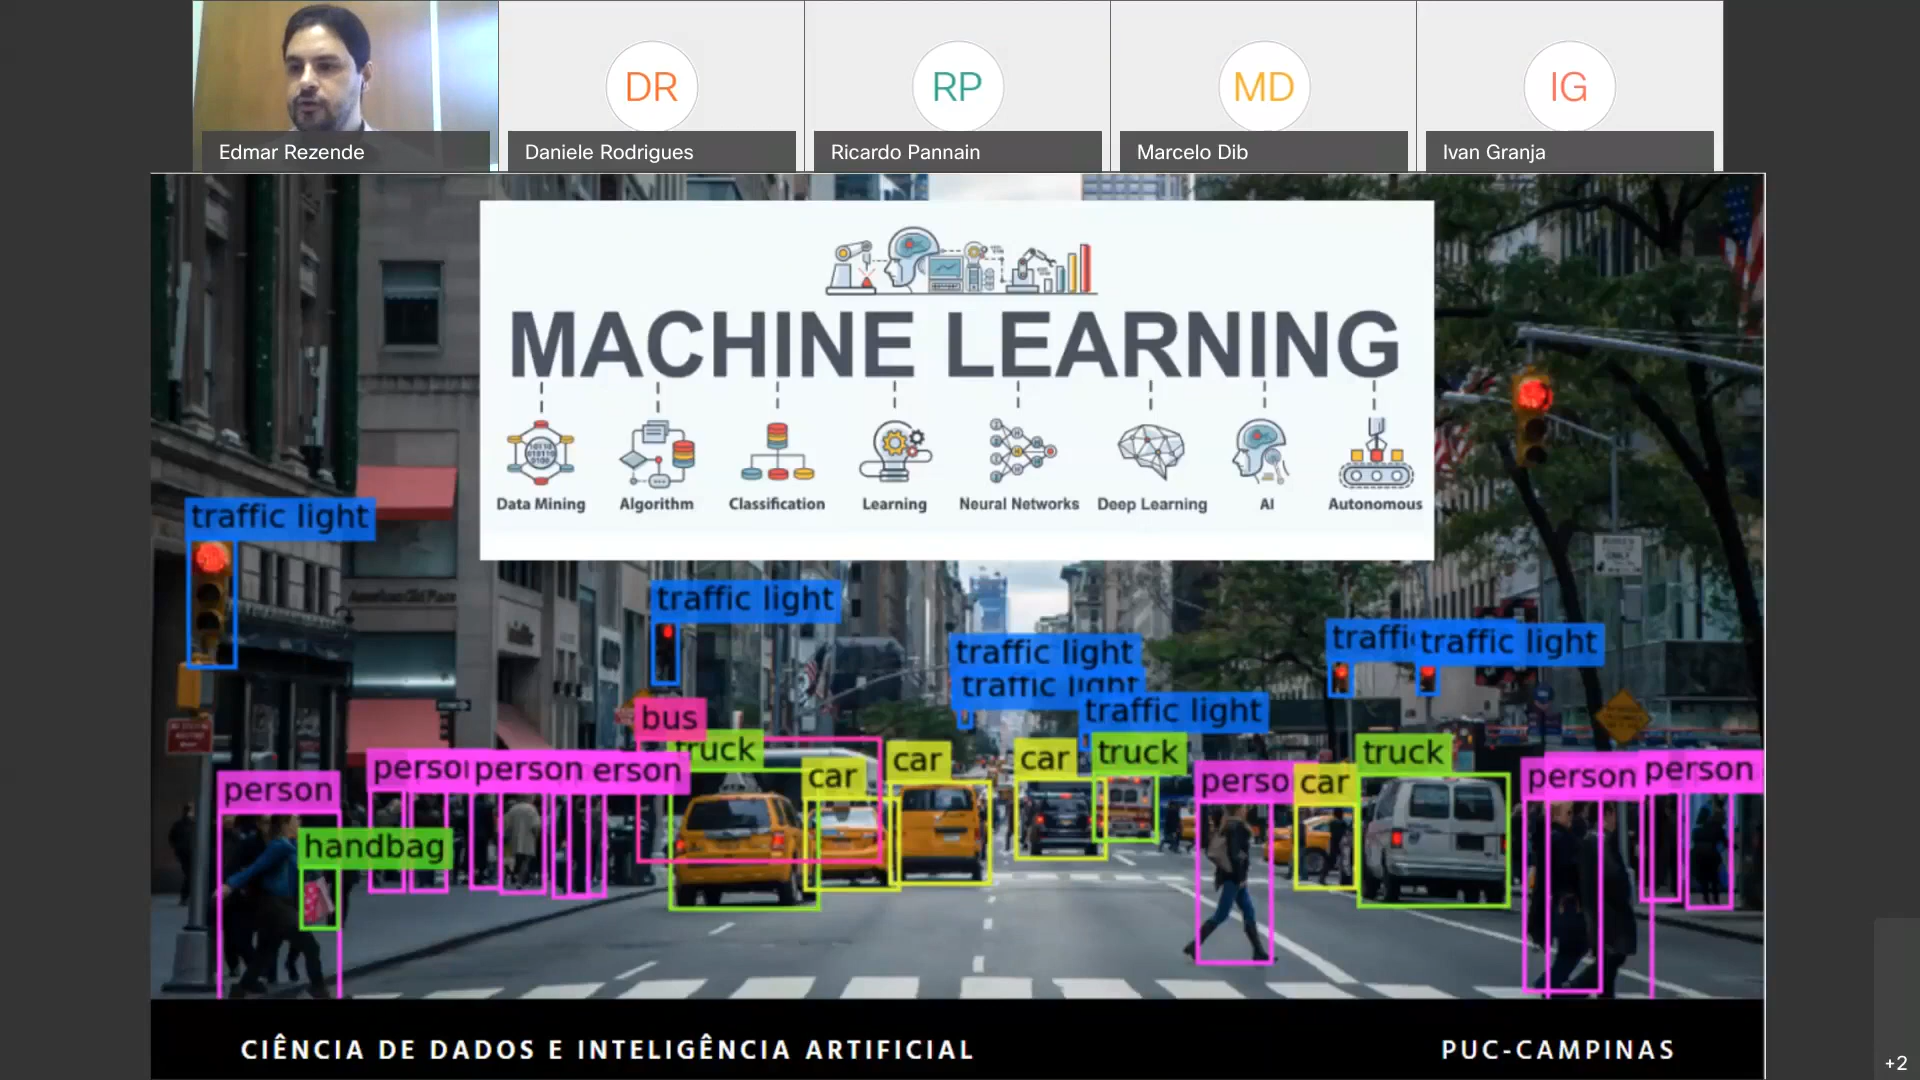 Edmar Rezende
DR
Daniele Rodrigues
RP
Ricardo Pannain
MD
Marcelo Dib
IG
Ivan Granja
MACHINE LEARNING
Data Mining
Algorithm
Classification
Learning
Neural Networks
Deep Learning
AI
Autonomous
traffic light
traffic light
traffic light
traffic light
traffic light
traffi
traffic light
bus
truck
car
car
car
truck
truck
person
perso
person
erson
handbag
perso
car
person
person
CIÊNCIA DE DADOS E INTELIGÊNCIA ARTIFICIAL
PUC-CAMPINAS
+2